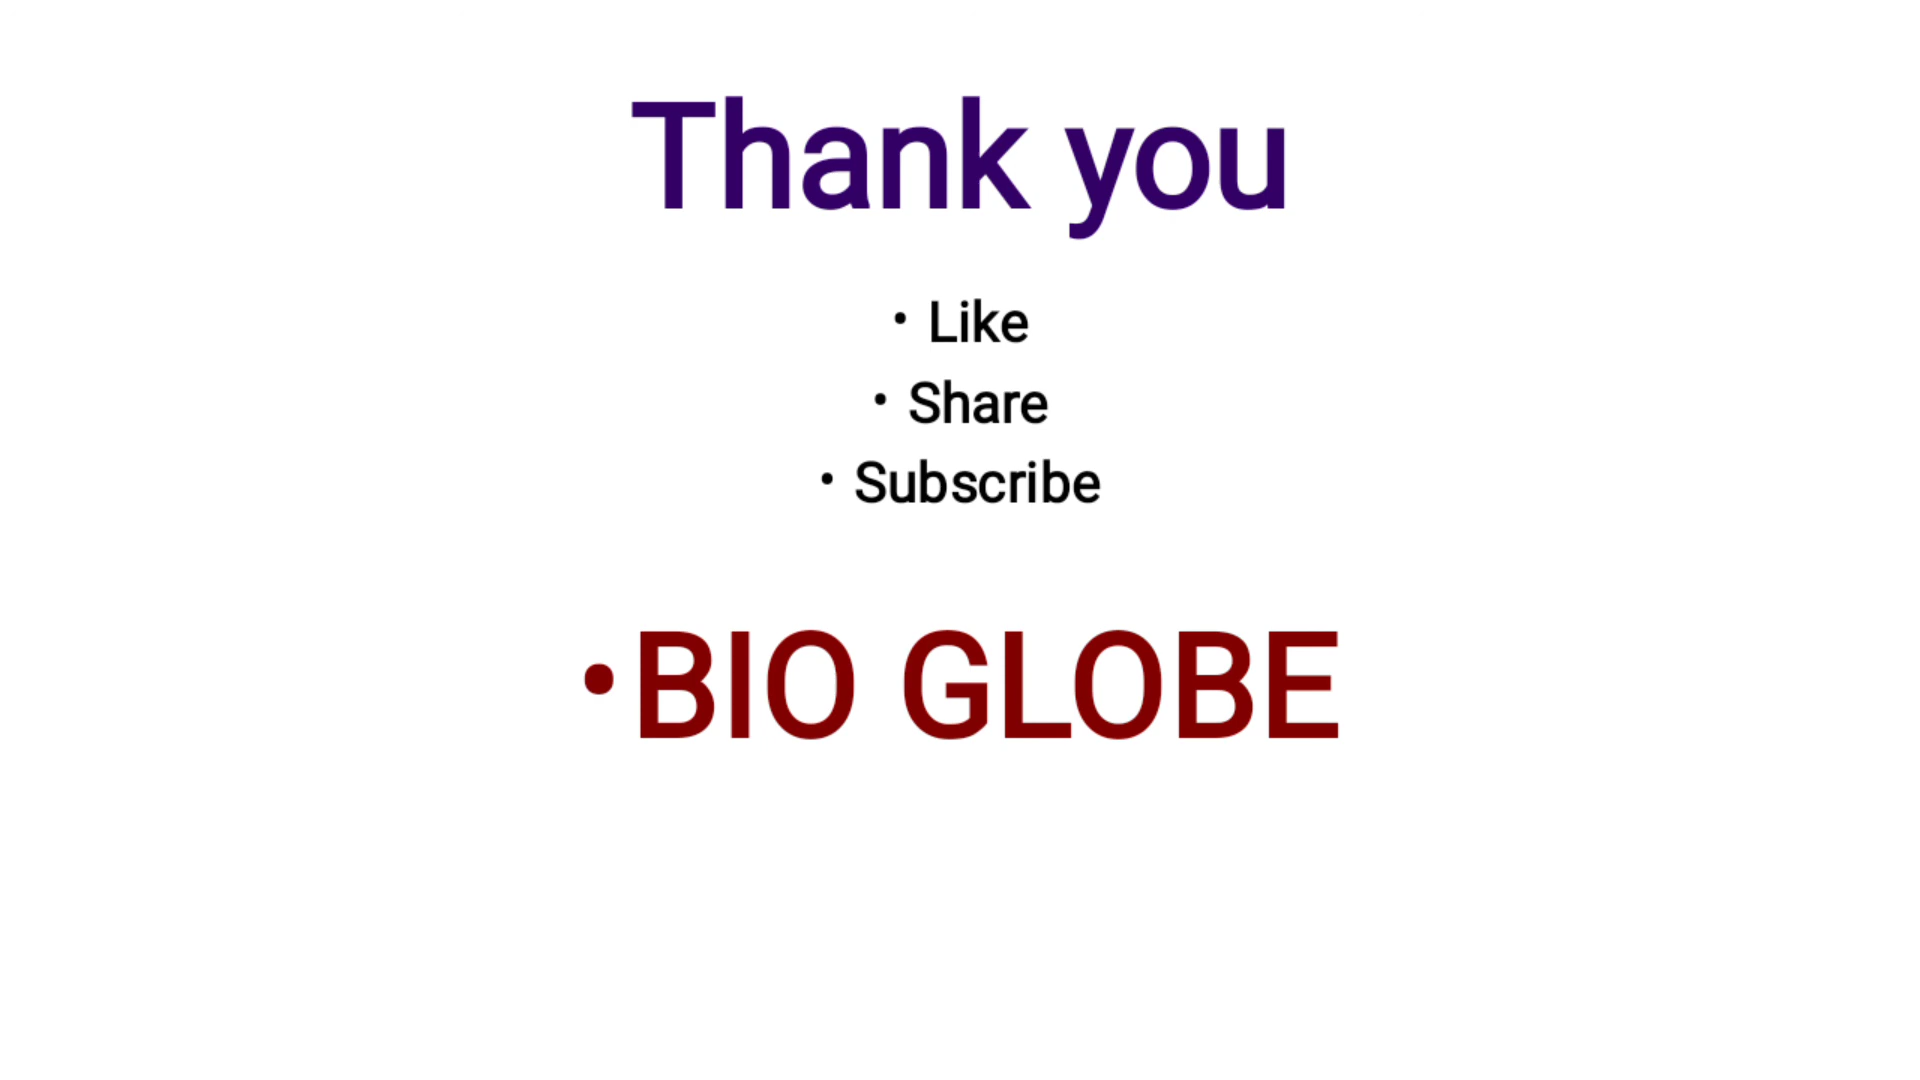 Thank you
• Like
• Share
• Subscribe
•BIO GLOBE